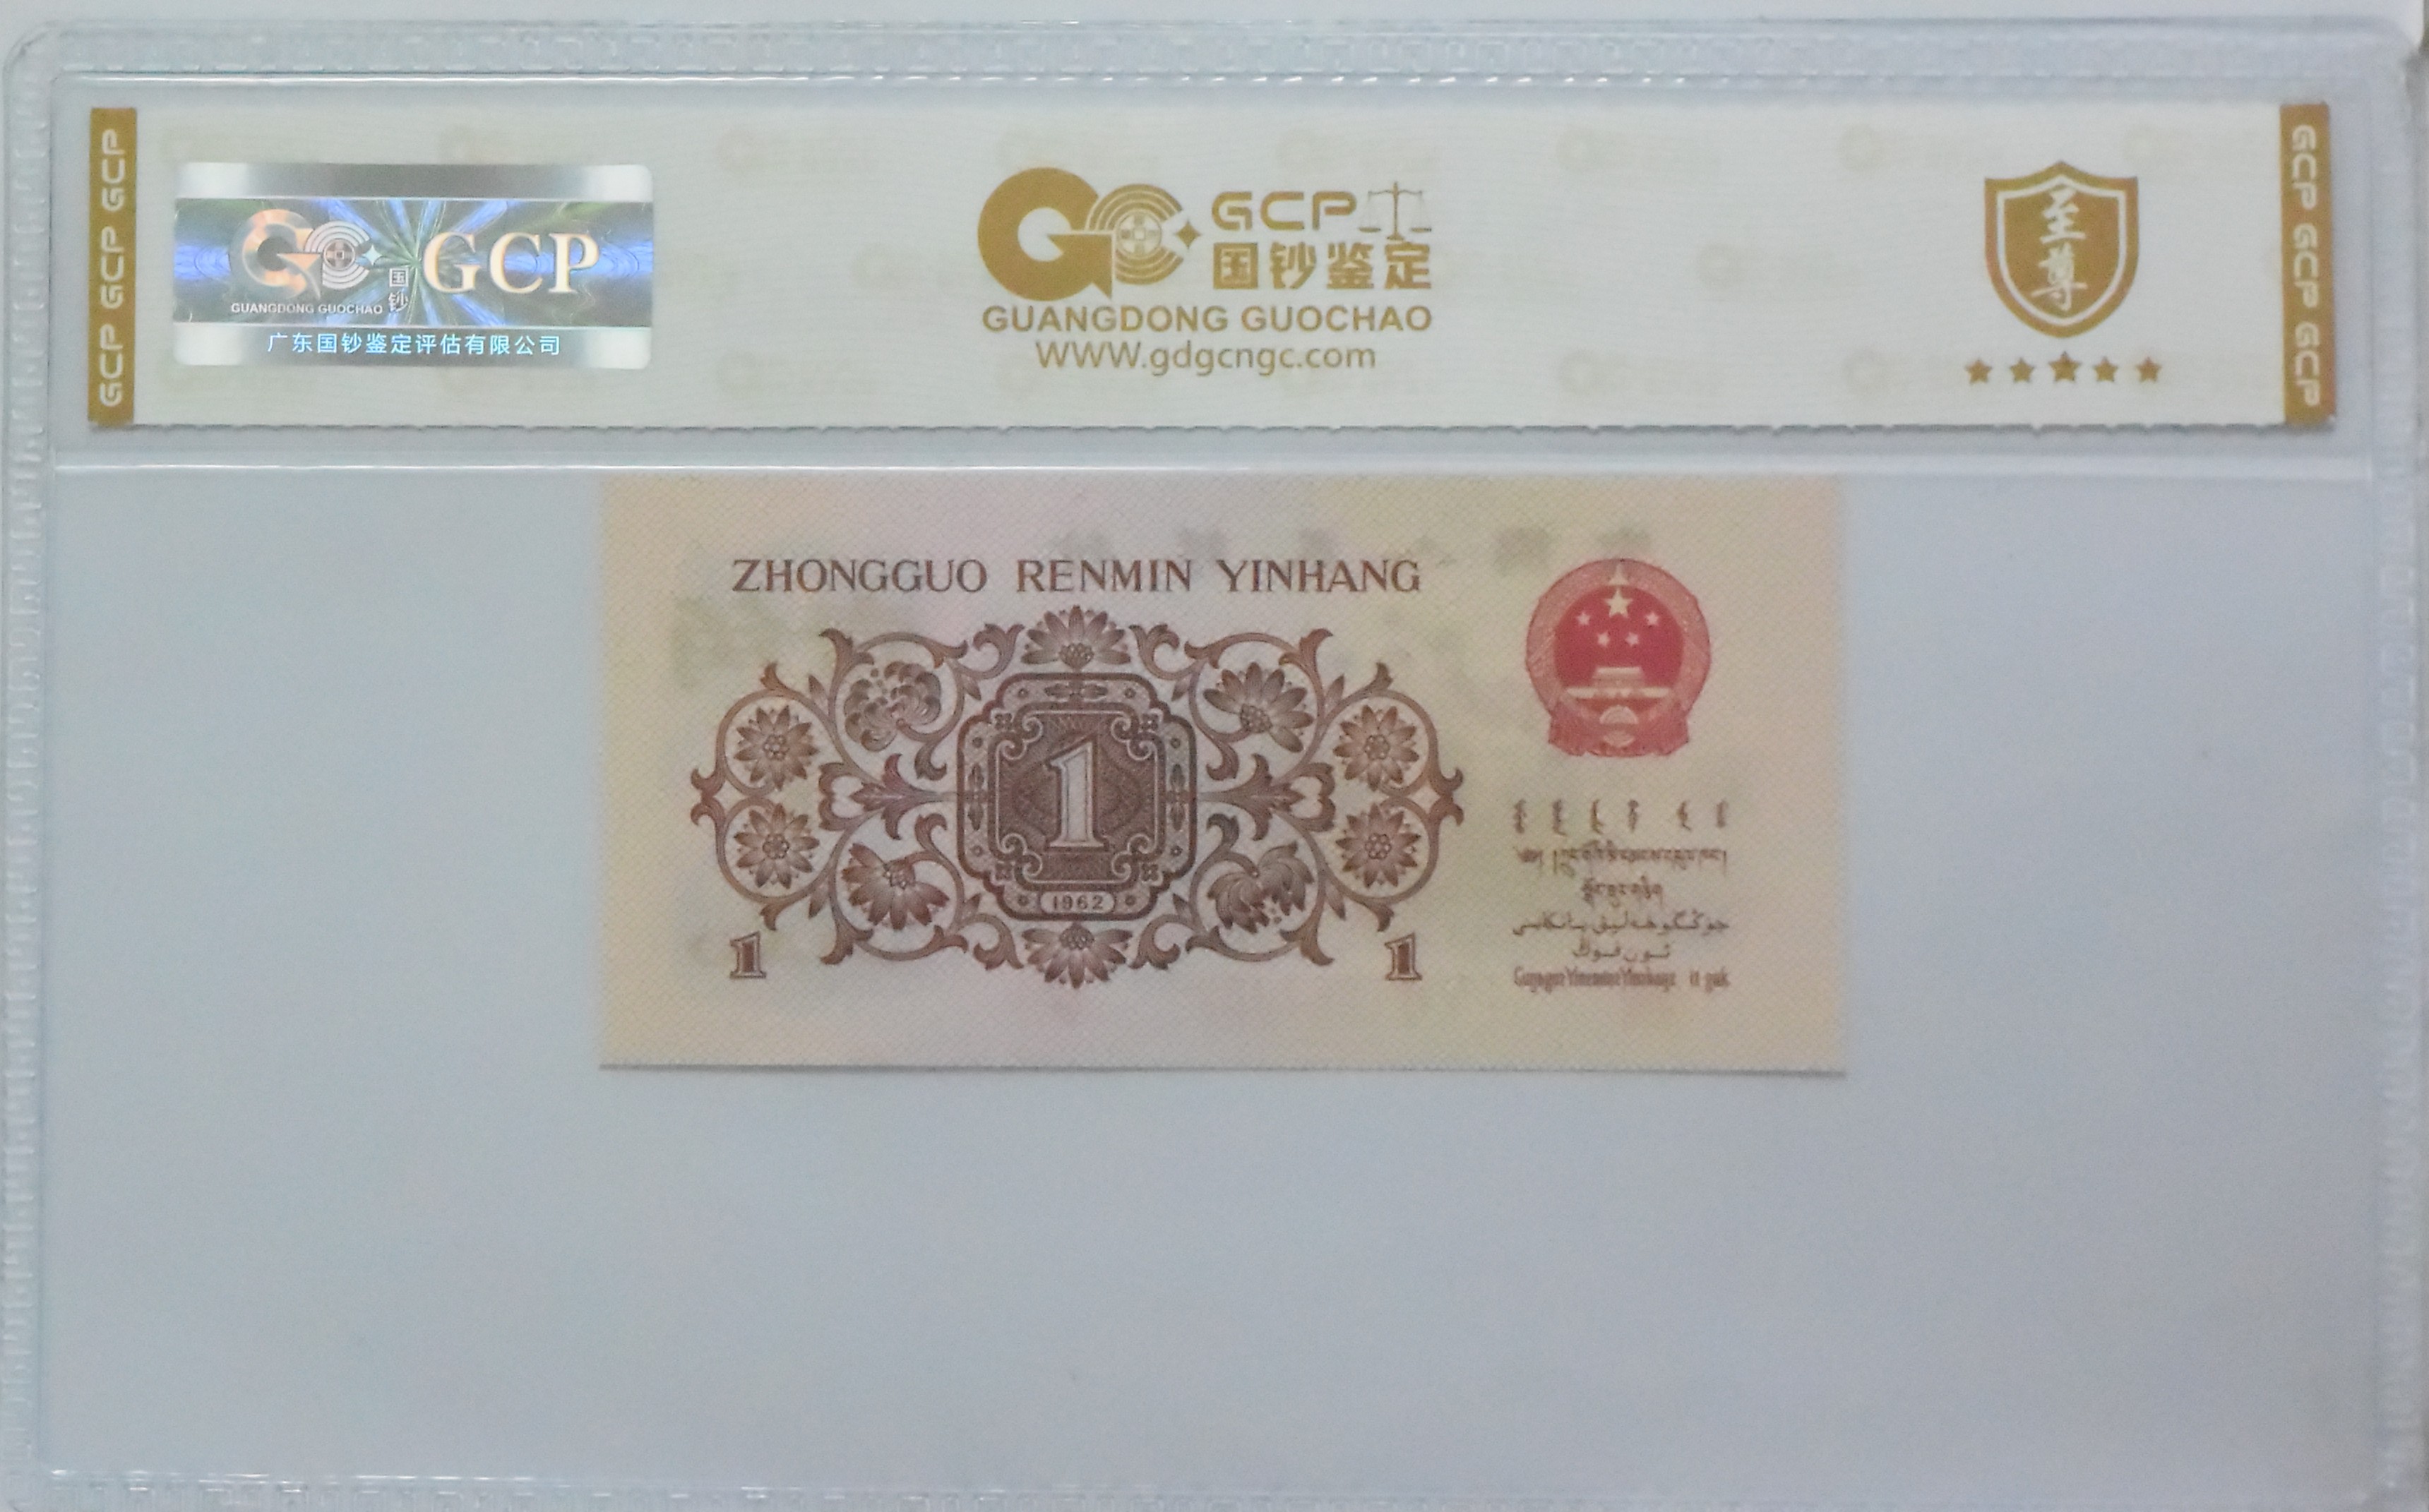 GCP GCP GCP
GCP
国钞
GUANGDONG GUOCHAO
广东国钞鉴定评估有限公司
GCP
国钞鉴定
GUANGDONG GUOCHAO
WWW.gdgcngc.com
至尊
GCP GCP GCP
ZHONGGUO RENMIN YINHANG
1
1962
1
1